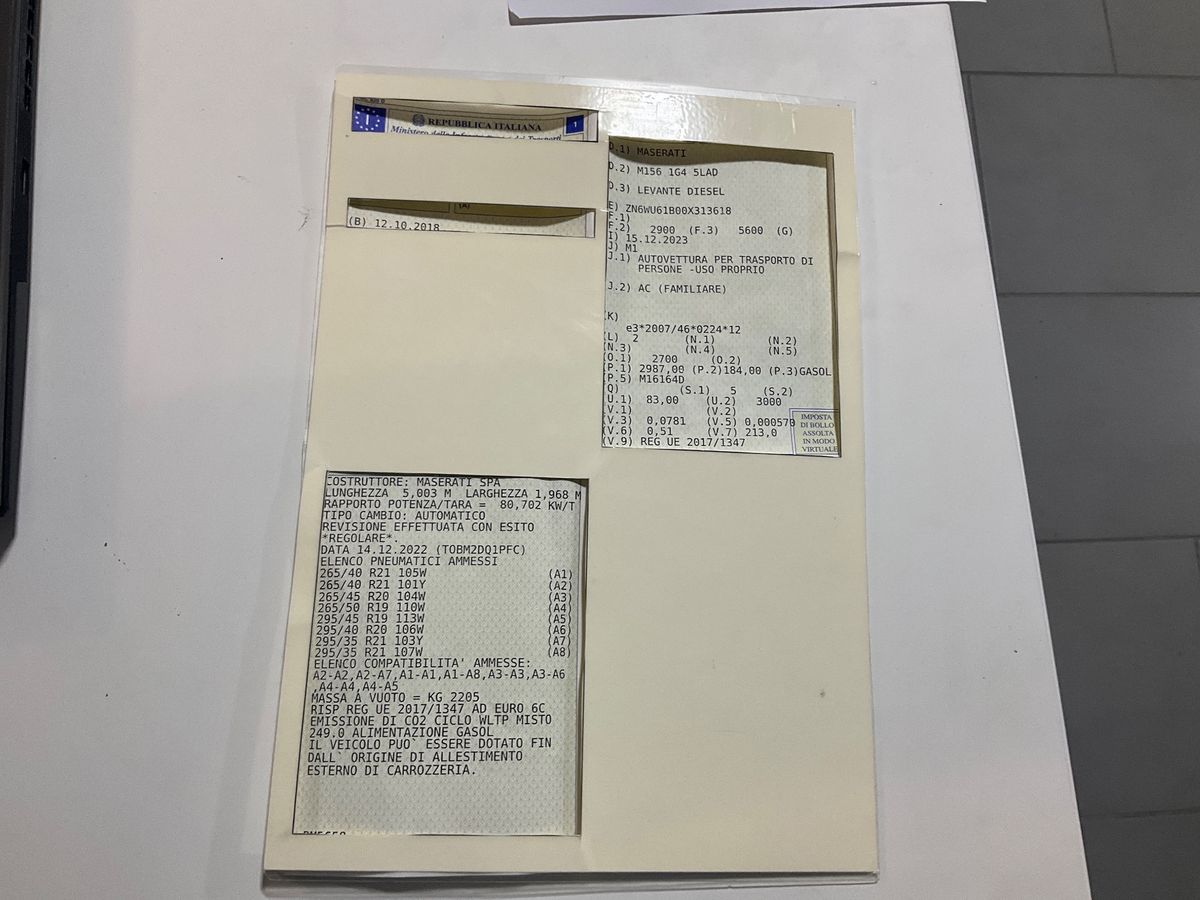 I
REPUBBLICA ITALIANA
1
(B) 12.10.2018
D.1) MASERATI
D.2) M156 1G4 5LAD
D.3) LEVANTE DIESEL
E) ZN6WU61B00X313618
F.1)
F.2) 2900 (F.3) 5600 (G)
I) 15.12.2023
J) M1
J.1) AUTOVETTURA PER TRASPORTO DI
PERSONE -USO PROPRIO
J.2) AC (FAMILIARE)
(K)
e3*2007/46*0224*12
(L) 2 (N.1) (N.2)
(N.3) (N.4) (N.5)
(O.1) 2700 (O.2)
(P.1) 2987,00 (P.2)184,00 (P.3)GASOL
(P.5) M16164D
(Q) (S.1) 5 (S.2)
(U.1) 83,00 (U.2) 3000
(V.1) (V.2)
(V.3) 0,0781 (V.5) 0,000570
(V.6) 0,51 (V.7) 213,0
(V.9) REG UE 2017/1347
IMPOSTA
DI BOLLO
ASSOLTA
IN MODO
VIRTUALE
COSTRUTTORE: MASERATI SPA
LUNGHEZZA 5,003 M LARGHEZZA 1,968 M
RAPPORTO POTENZA/TARA = 80,702 KW/T
TIPO CAMBIO: AUTOMATICO
REVISIONE EFFETTUATA CON ESITO
*REGOLARE*.
DATA 14.12.2022 (TOBM2DQ1PFC)
ELENCO PNEUMATICI AMMESSI
265/40 R21 105W (A1)
265/40 R21 101Y (A2)
265/45 R20 104W (A3)
265/50 R19 110W (A4)
295/45 R19 113W (A5)
295/40 R20 106W (A6)
295/35 R21 103Y (A7)
295/35 R21 107W (A8)
ELENCO COMPATIBILITA' AMMESSE:
A2-A2,A2-A7,A1-A1,A1-A8,A3-A3,A3-A6
,A4-A4,A4-A5
MASSA A VUOTO = KG 2205
RISP REG UE 2017/1347 AD EURO 6C
EMISSIONE DI CO2 CICLO WLTP MISTO
249.0 ALIMENTAZIONE GASOL
IL VEICOLO PUO` ESSERE DOTATO FIN
DALL` ORIGINE DI ALLESTIMENTO
ESTERNO DI CARROZZERIA.